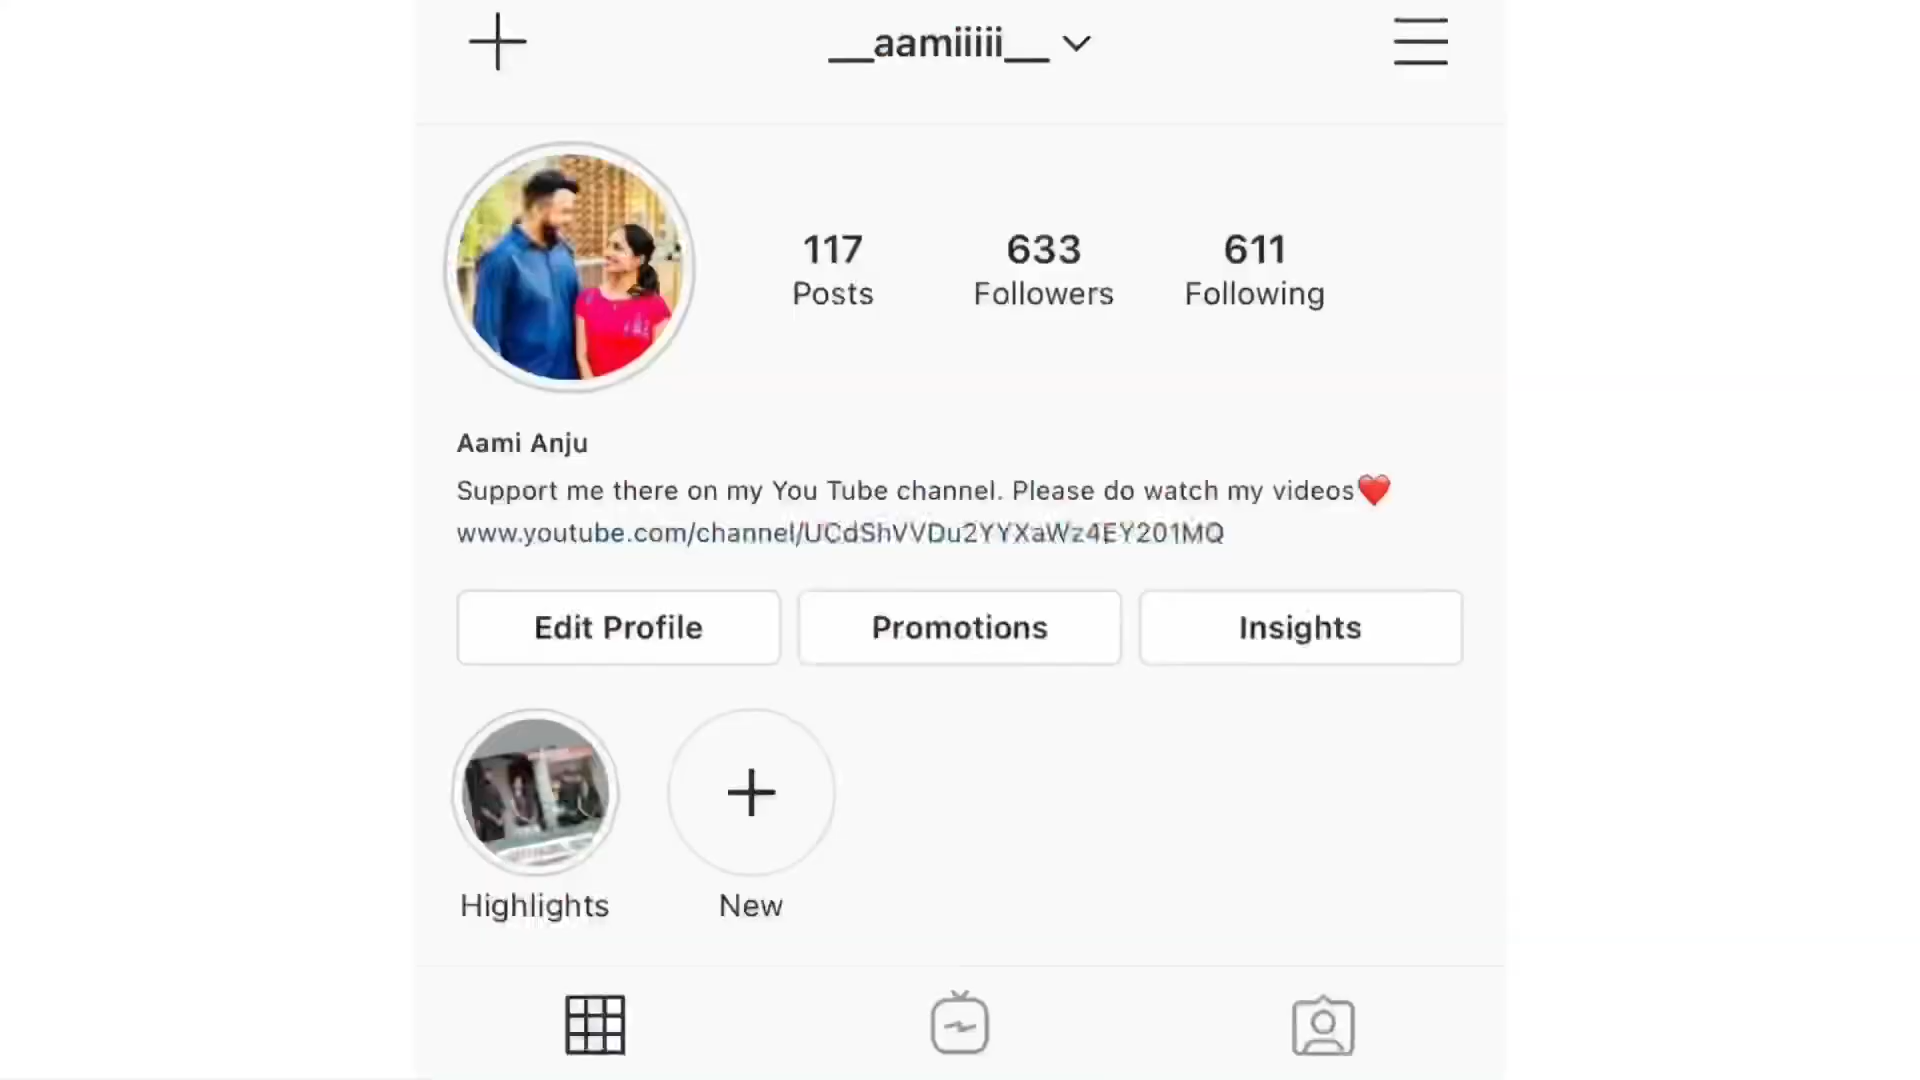 __aamiiiii__
117 633 611
Posts Followers Following
Aami Anju
Support me there on my You Tube channel. Please do watch my videos❤️
www.youtube.com/channel/UCdShVVDu2YYXaWz4EY201MQ
Edit Profile Promotions Insights
Highlights New